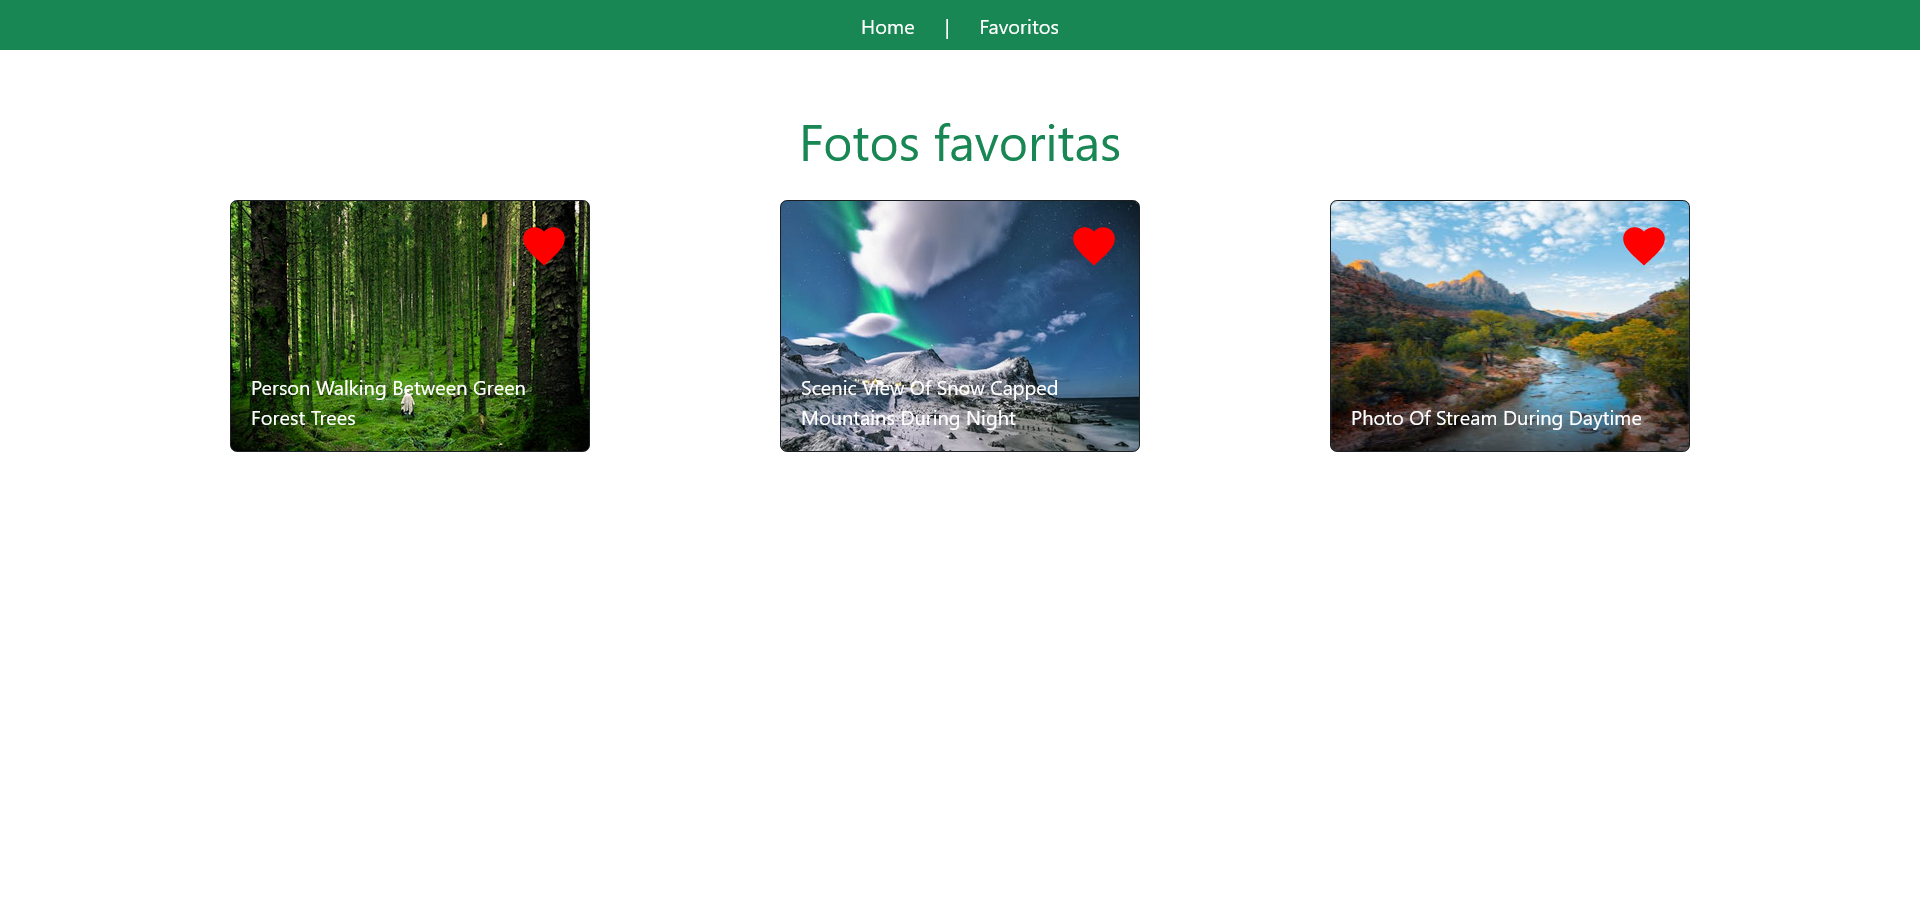 Home | Favoritos
Fotos favoritas
Person Walking Between Green
Forest Trees
Scenic View Of Snow Capped
Mountains During Night
Photo Of Stream During Daytime